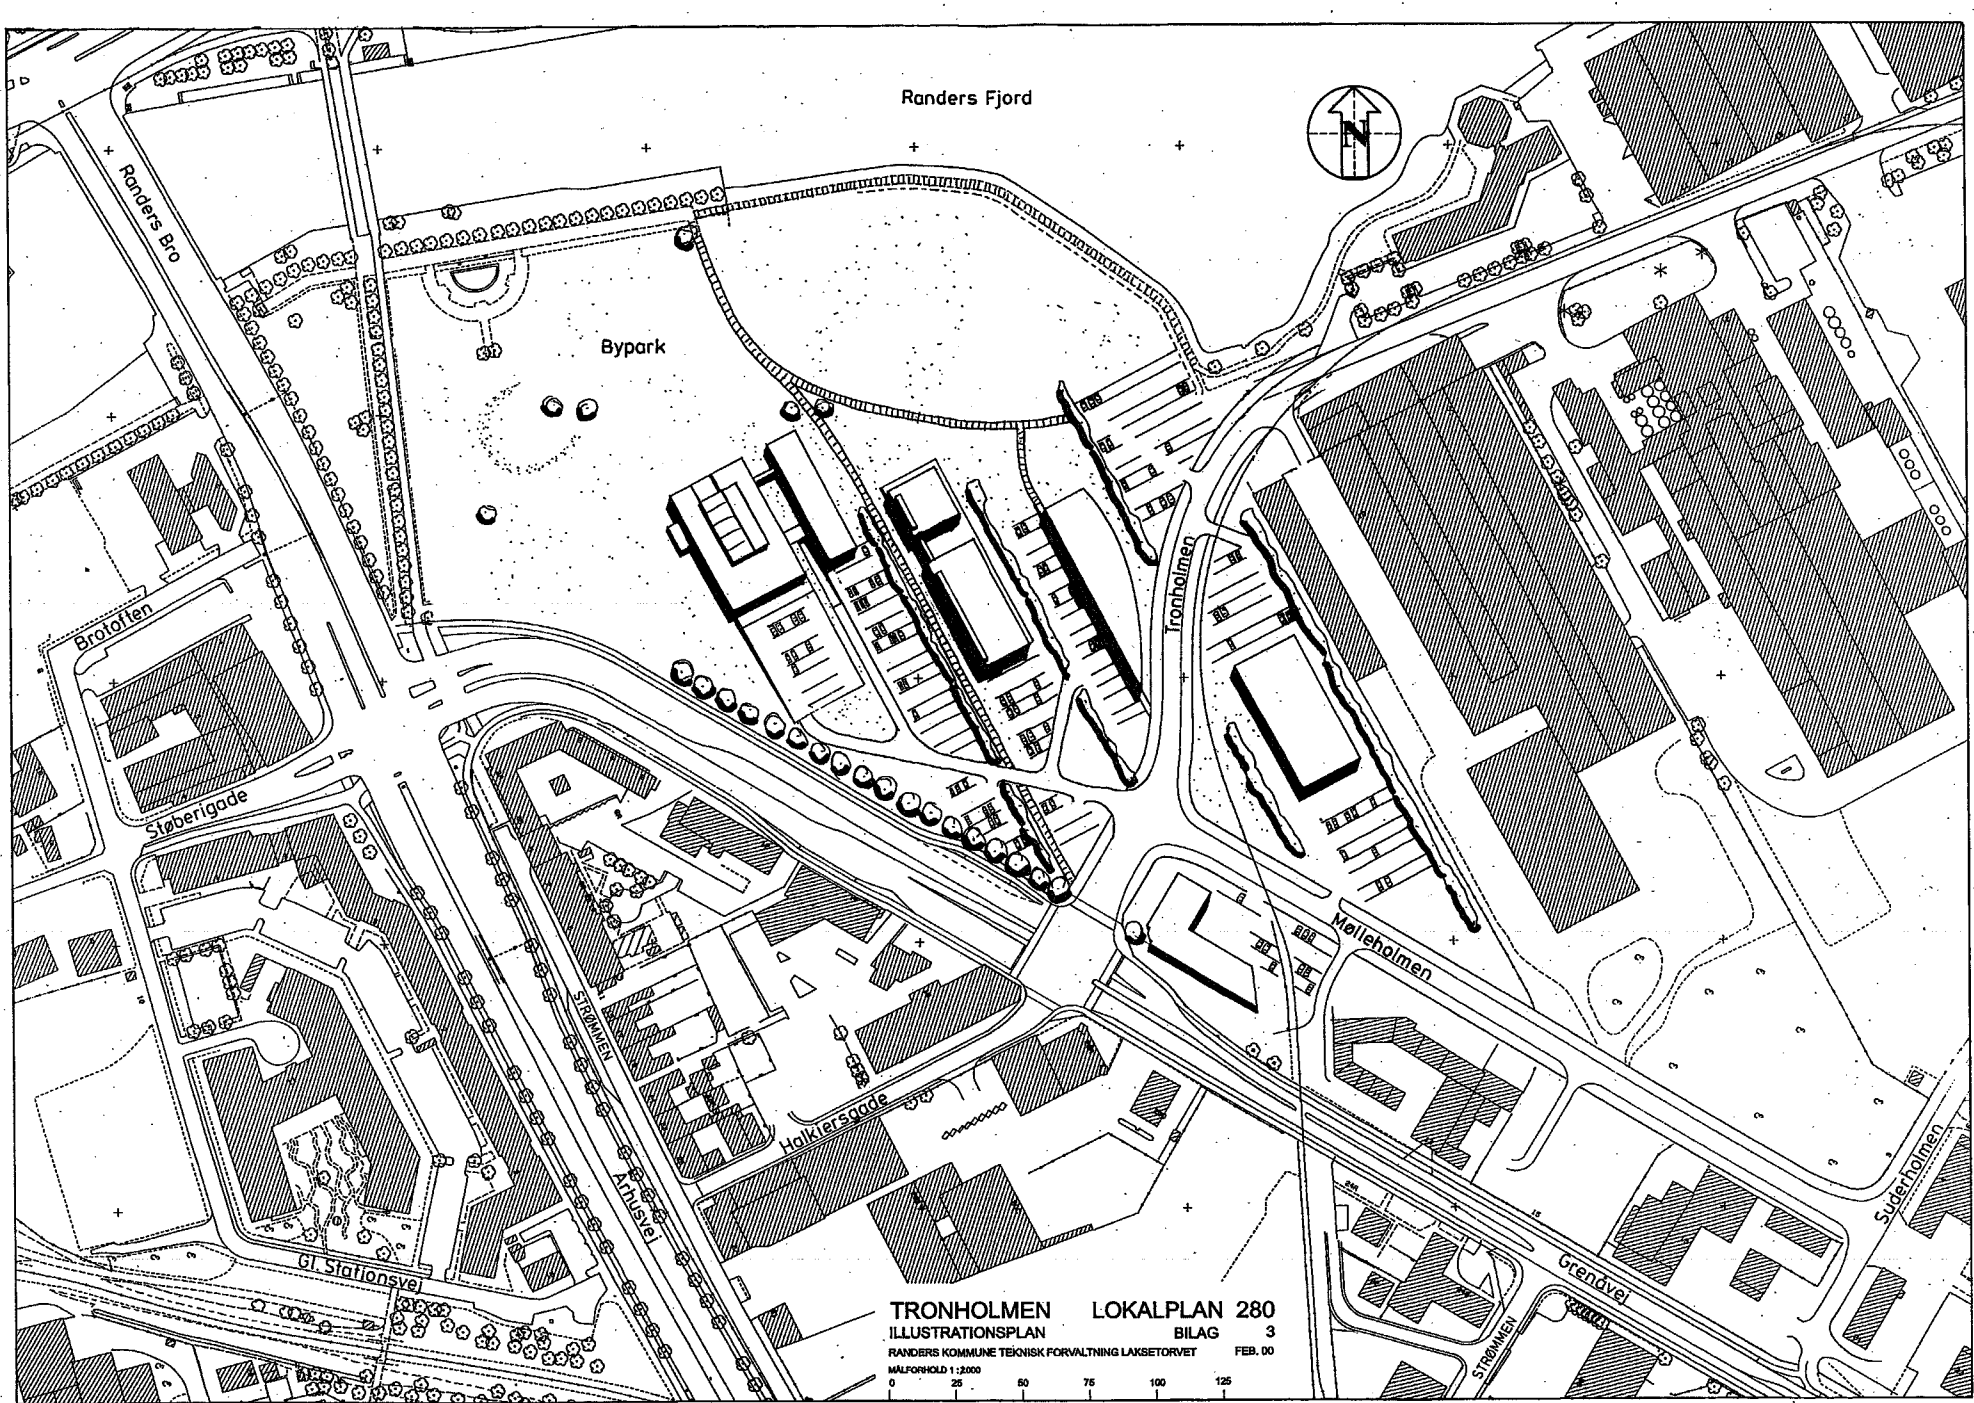 Randers Fjord
N
Randers Bro
Bypark
Tronholmen
Brotoften
Støberigade
Mølleholmen
STRØMMEN
Halkiersgade
Suderholmen
Århusvej
Gl. Stationsvej
Grenåvej
STRØMMEN
TRONHOLMEN LOKALPLAN 280
ILLUSTRATIONSPLAN BILAG 3
RANDERS KOMMUNE TEKNISK FORVALTNING LAKSETORVET FEB. 00
MÅLFORHOLD 1 : 2000
0 25 50 75 100 125